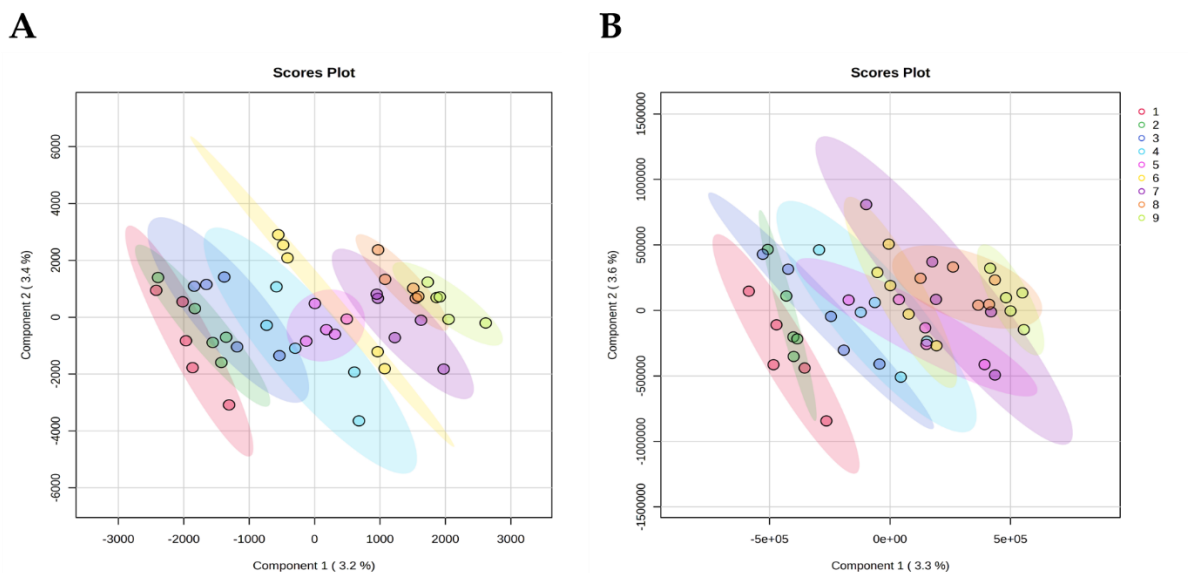 A
B
Scores Plot
Scores Plot
Component 2 ( 3.4 %)
6000
4000
2000
0
-2000
-4000
-6000
-3000 -2000 -1000 0 1000 2000 3000
Component 1 ( 3.2 %)
Component 2 ( 3.6 %)
1500000
1000000
500000
0
-500000
-1000000
-1500000
-5e+05 0e+00 5e+05
Component 1 ( 3.3 %)
1
2
3
4
5
6
7
8
9